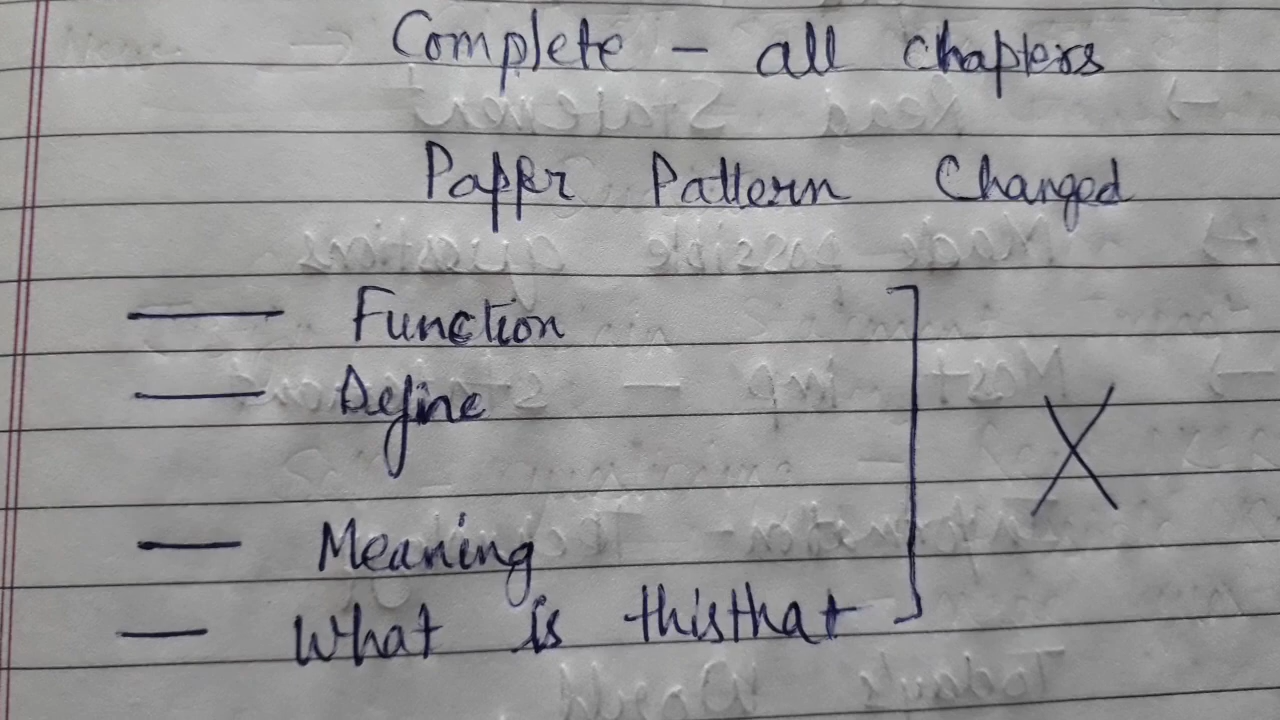 Complete - all chapters
Paper Pattern Changed
— Function
— Define
— Meaning
— What is thisthat